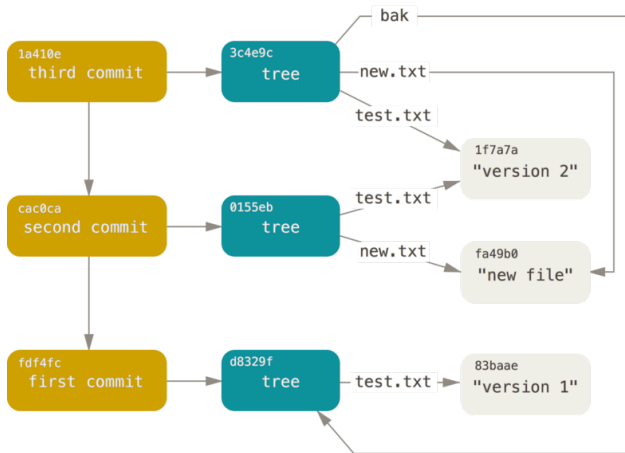 bak
1a410e
third commit
3c4e9c
tree
new.txt
test.txt
1f7a7a
"version 2"
cac0ca
second commit
0155eb
tree
test.txt
new.txt
fa49b0
"new file"
fdf4fc
first commit
d8329f
tree
test.txt
83baae
"version 1"